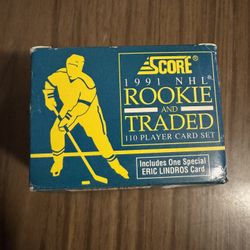 SCORE®
1991 NHL®
ROOKIE
AND
TRADED
110 PLAYER CARD SET
Includes One Special
ERIC LINDROS Card